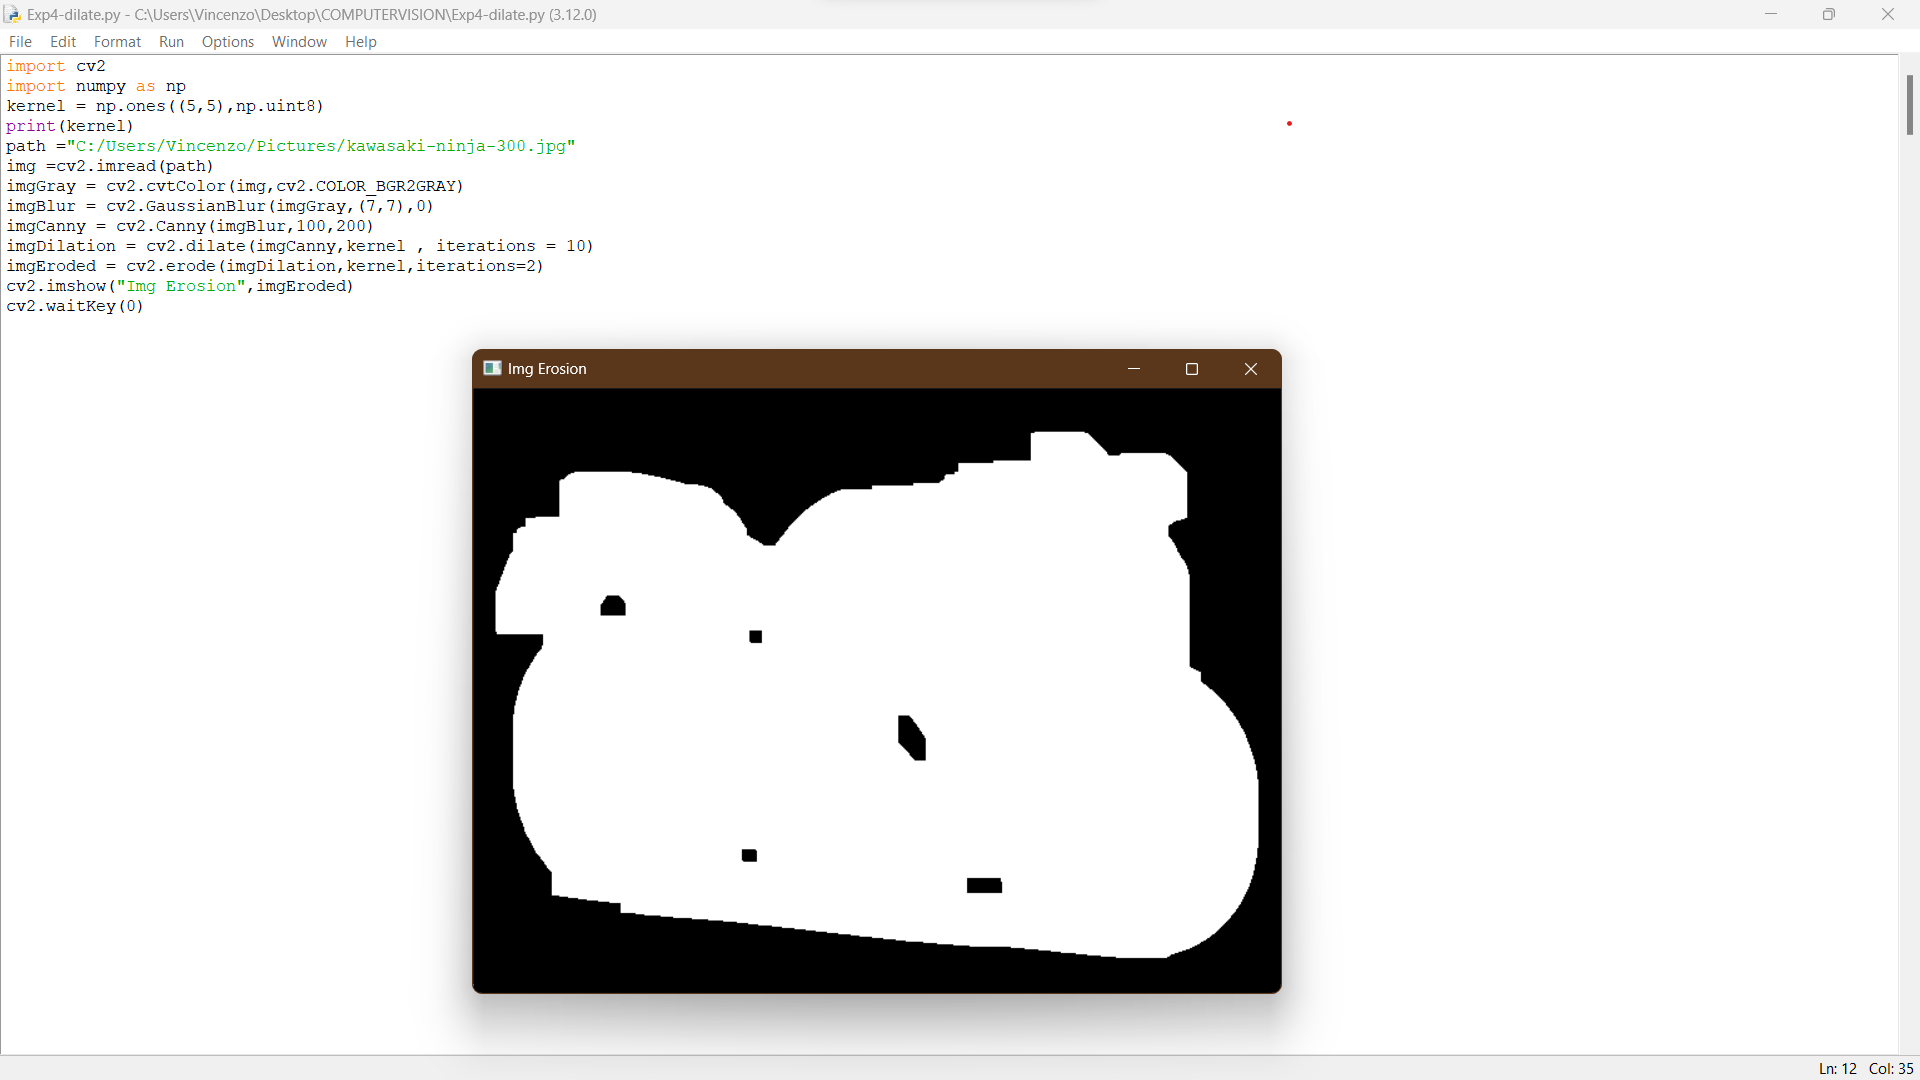 Exp4-dilate.py - C:\Users\Vincenzo\Desktop\COMPUTERVISION\Exp4-dilate.py (3.12.0)
File Edit Format Run Options Window Help
import cv2
import numpy as np
kernel = np.ones((5,5),np.uint8)
print(kernel)
path ="C:/Users/Vincenzo/Pictures/kawasaki-ninja-300.jpg"
img =cv2.imread(path)
imgGray = cv2.cvtColor(img,cv2.COLOR_BGR2GRAY)
imgBlur = cv2.GaussianBlur(imgGray,(7,7),0)
imgCanny = cv2.Canny(imgBlur,100,200)
imgDilation = cv2.dilate(imgCanny,kernel , iterations = 10)
imgEroded = cv2.erode(imgDilation,kernel,iterations=2)
cv2.imshow("Img Erosion",imgEroded)
cv2.waitKey(0)
Img Erosion
Ln: 12 Col: 35